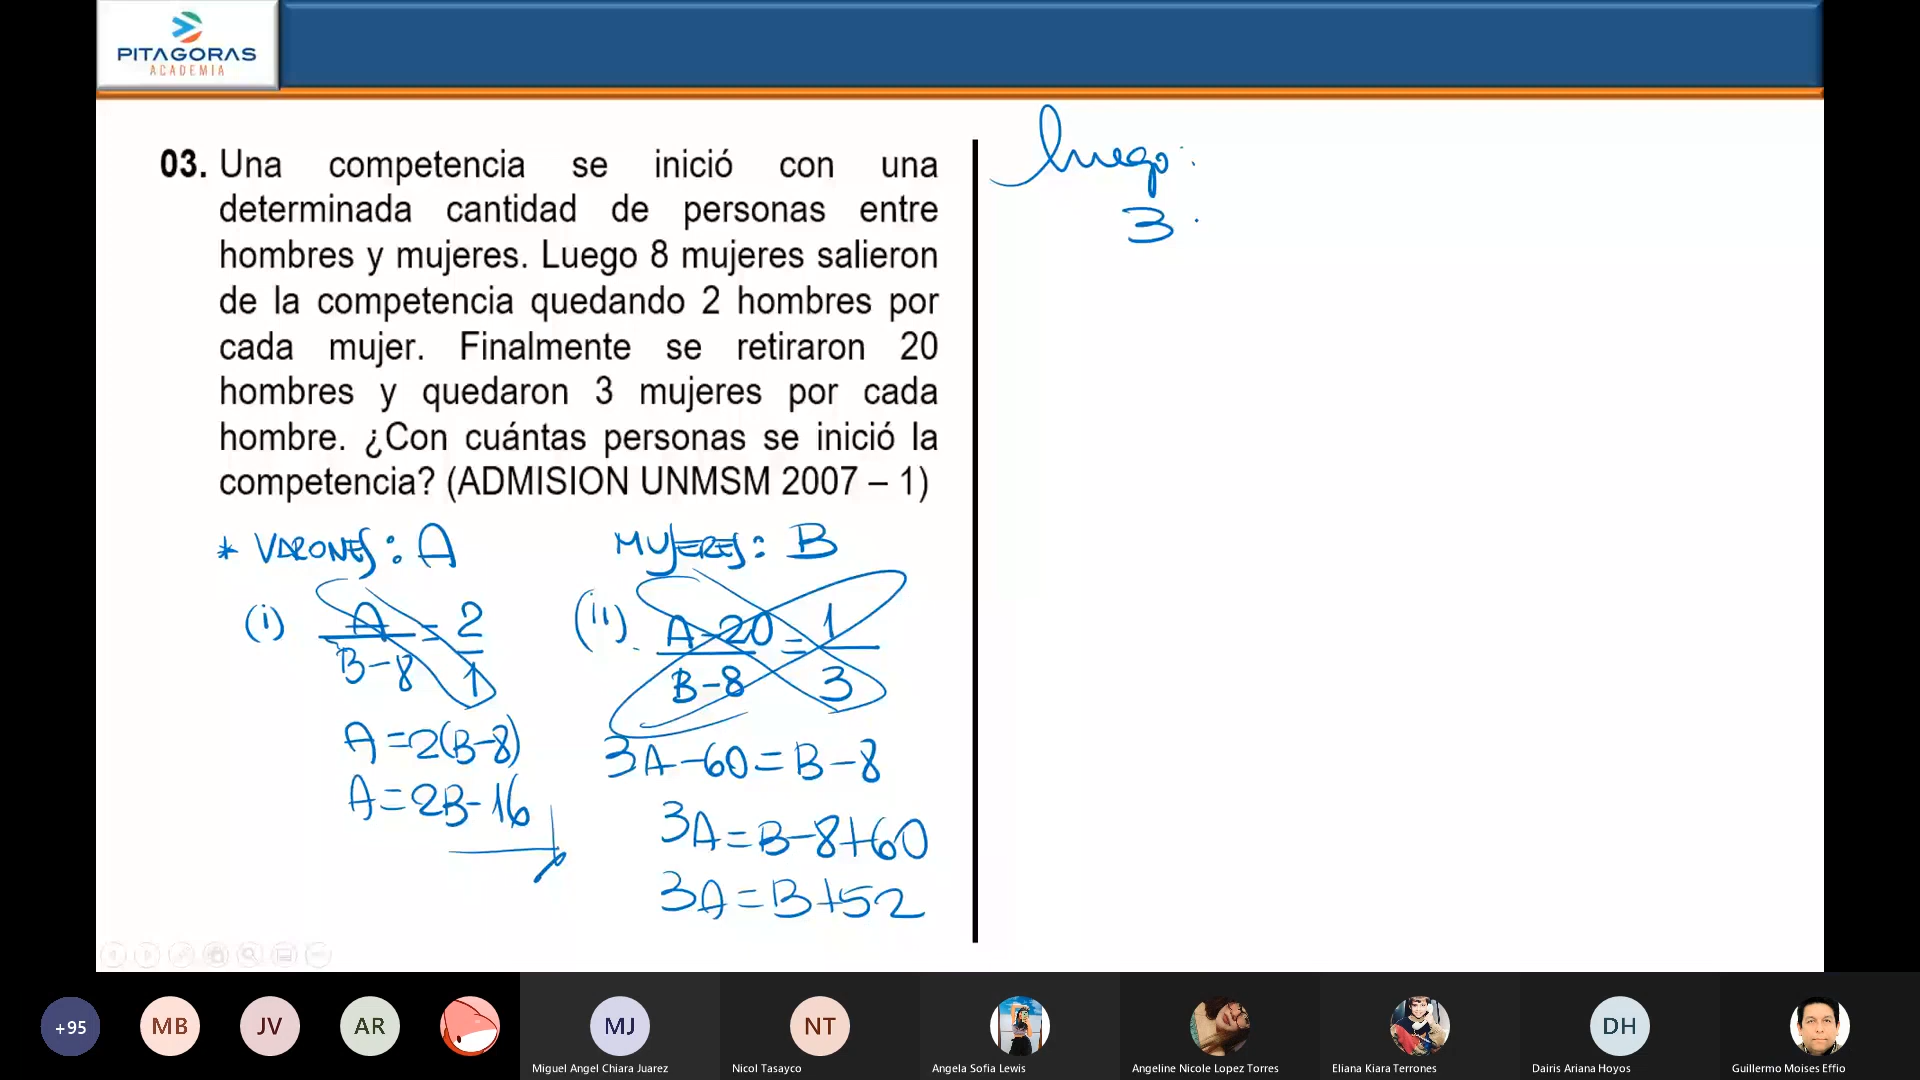 PITAGORAS
ACADEMIA
03. Una competencia se inició con una
determinada cantidad de personas entre
hombres y mujeres. Luego 8 mujeres salieron
de la competencia quedando 2 hombres por
cada mujer. Finalmente se retiraron 20
hombres y quedaron 3 mujeres por cada
hombre. ¿Con cuántas personas se inició la
competencia? (ADMISION UNMSM 2007 – 1)
* VARONES: A
MUJERES: B
(i) A/B-8 = 2/1
A=2(B-8)
A=2B-16
(ii) A-20/B-8 = 1/3
3A-60=B-8
3A=B-8+60
3A=B+52
luego:
3
+95
MB
JV
AR
MJ
Miguel Angel Chiara Juarez
NT
Nicol Tasayco
Angela Sofia Lewis
Angeline Nicole Lopez Torres
Eliana Kiara Terrones
DH
Dairis Ariana Hoyos
Guillermo Moises Effio